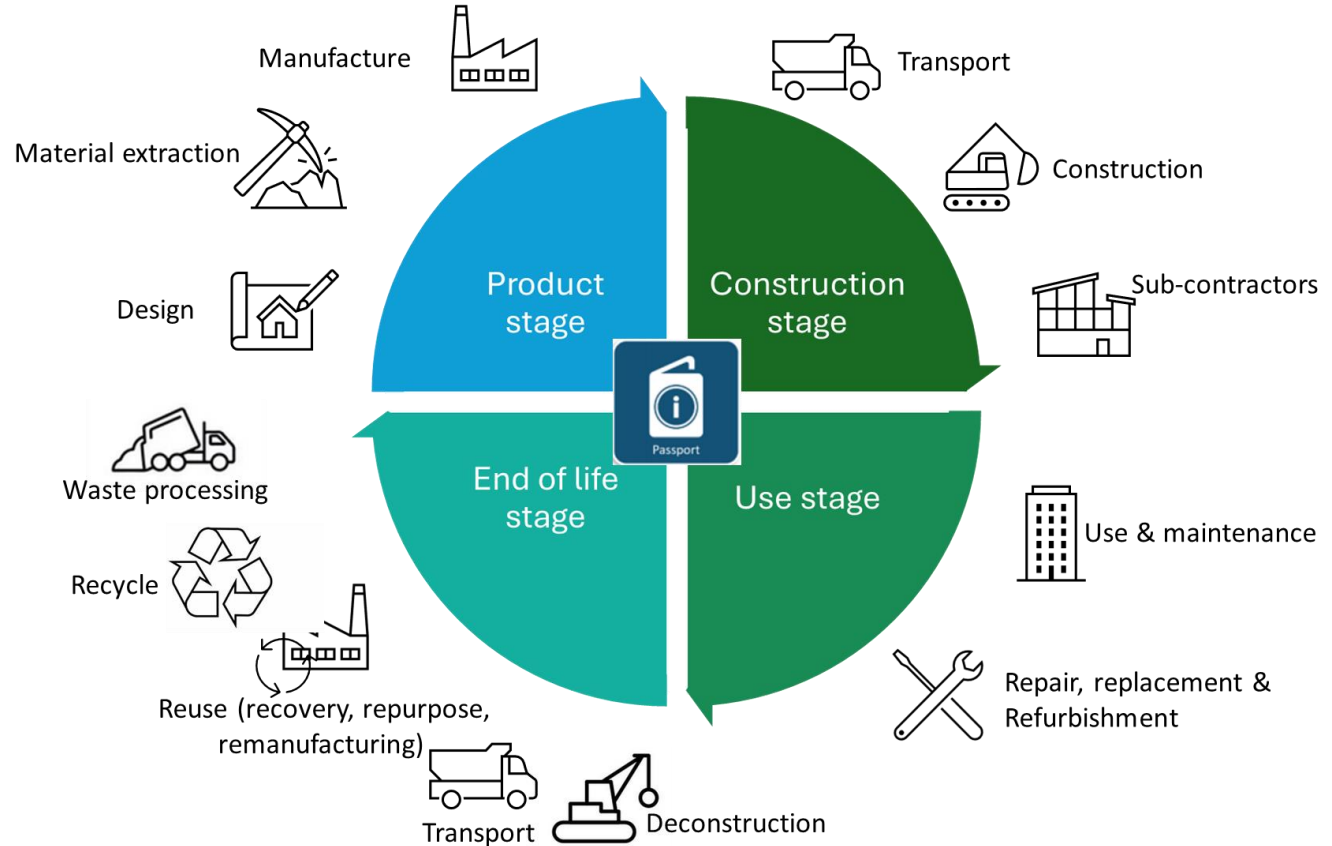 Manufacture
Transport
Material extraction
Construction
Design
Product
stage
Construction
stage
Sub-contractors
Passport
Waste processing
End of life
stage
Use stage
Use & maintenance
Recycle
Reuse (recovery, repurpose,
remanufacturing)
Repair, replacement &
Refurbishment
Transport
Deconstruction